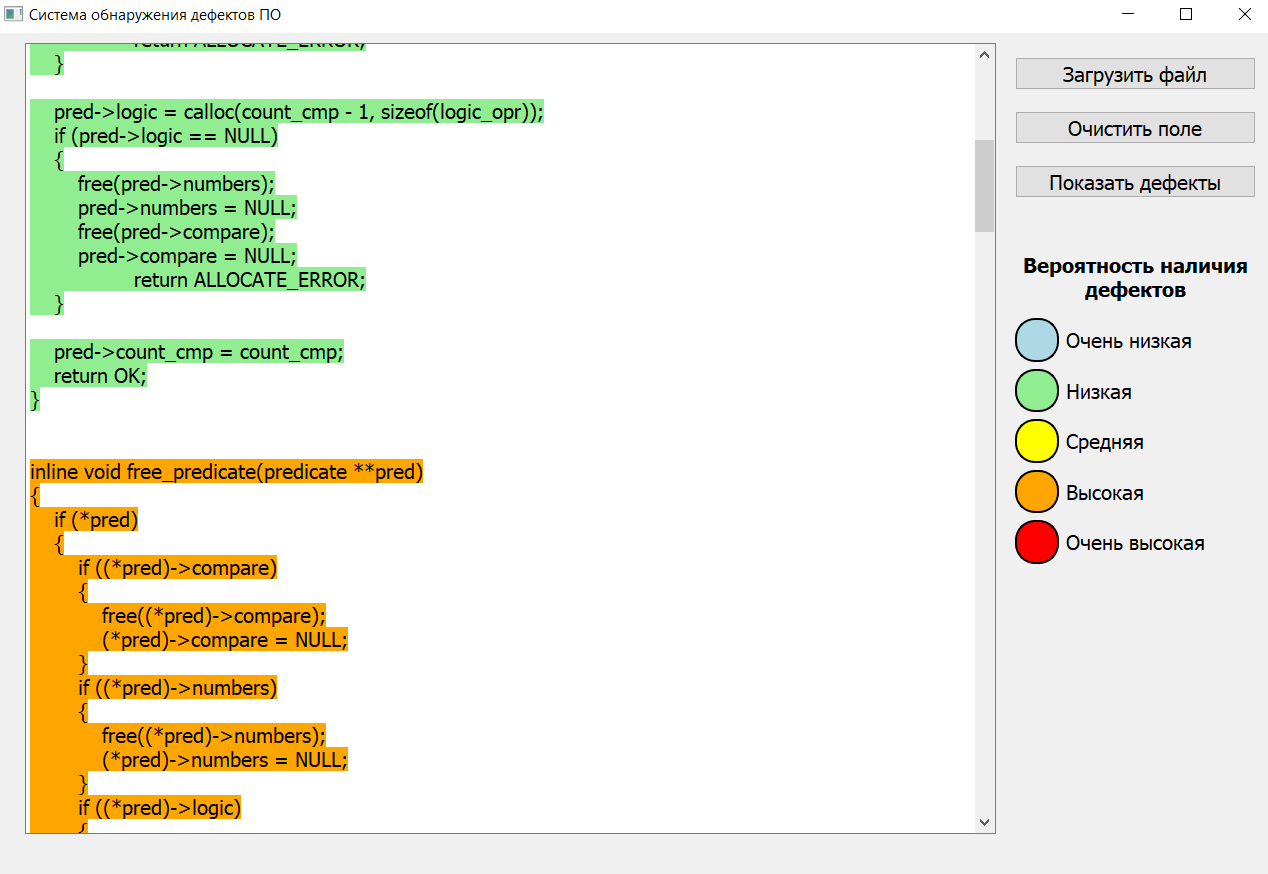 Система обнаружения дефектов ПО
return ALLOCATE_ERROR;
}
pred->logic = calloc(count_cmp - 1, sizeof(logic_opr));
if (pred->logic == NULL)
{
free(pred->numbers);
pred->numbers = NULL;
free(pred->compare);
pred->compare = NULL;
return ALLOCATE_ERROR;
}
pred->count_cmp = count_cmp;
return OK;
}
inline void free_predicate(predicate **pred)
{
if (*pred)
{
if ((*pred)->compare)
{
free((*pred)->compare);
(*pred)->compare = NULL;
}
if ((*pred)->numbers)
{
free((*pred)->numbers);
(*pred)->numbers = NULL;
}
if ((*pred)->logic)
{
Загрузить файл
Очистить поле
Показать дефекты
Вероятность наличия
дефектов
Очень низкая
Низкая
Средняя
Высокая
Очень высокая